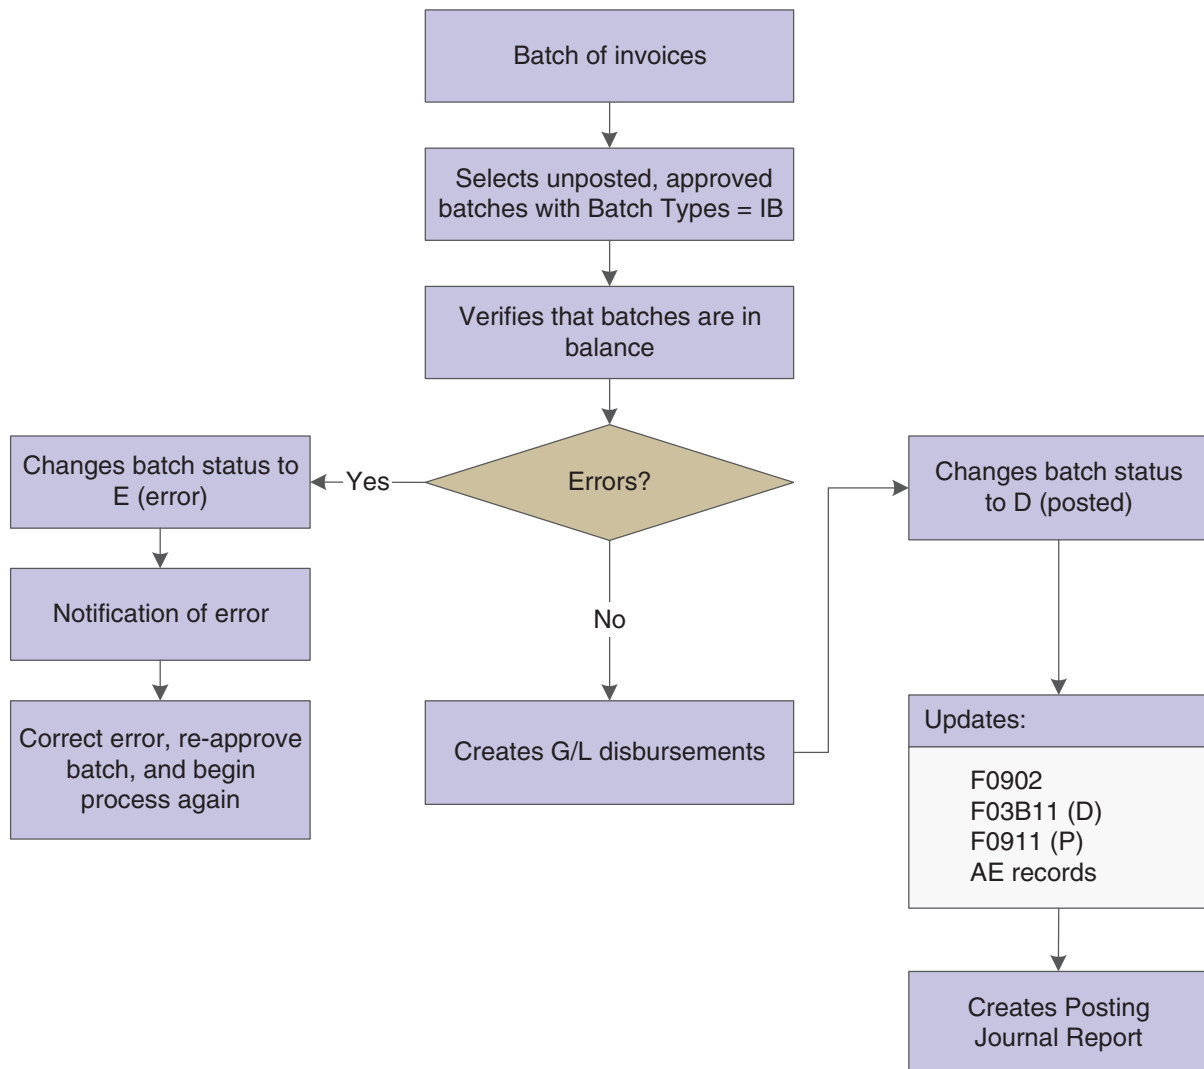 Batch of invoices
Selects unposted, approved
batches with Batch Types = IB
Verifies that batches are in
balance
Errors?
Yes
Changes batch status to
E (error)
Notification of error
Correct error, re-approve
batch, and begin
process again
No
Creates G/L disbursements
Changes batch status
to D (posted)
Updates:
F0902
F03B11 (D)
F0911 (P)
AE records
Creates Posting
Journal Report